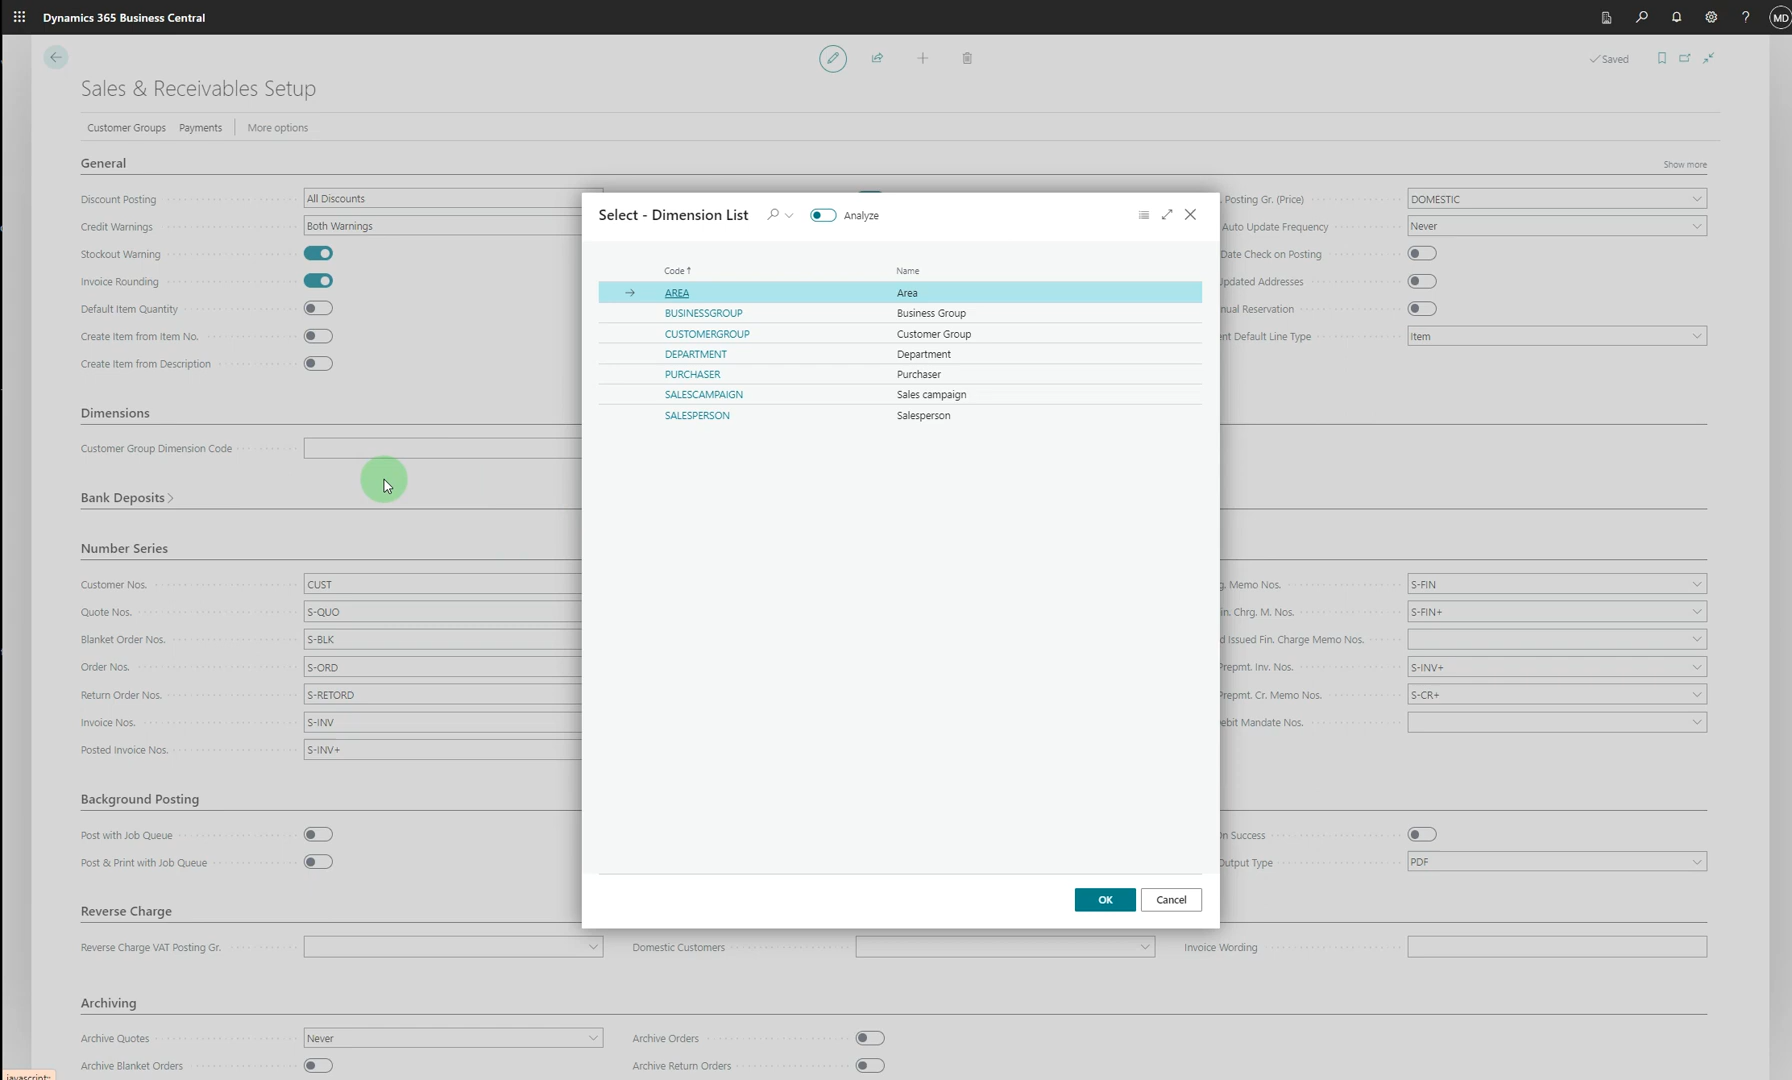 Dynamics 365 Business Central
MD
Saved
Sales & Receivables Setup
Customer Groups Payments More options
General
Show more
Discount Posting All Discounts
Credit Warnings Both Warnings
Stockout Warning
Invoice Rounding
Default Item Quantity
Create Item from Item No.
Create Item from Description
. Posting Gr. (Price) DOMESTIC
Auto Update Frequency Never
Date Check on Posting
Updated Addresses
nual Reservation
ent Default Line Type Item
Select - Dimension List Analyze
Code↑ Name
AREA Area
BUSINESSGROUP Business Group
CUSTOMERGROUP Customer Group
DEPARTMENT Department
PURCHASER Purchaser
SALESCAMPAIGN Sales campaign
SALESPERSON Salesperson
OK Cancel
Dimensions
Customer Group Dimension Code
Bank Deposits
Number Series
Customer Nos. CUST
Quote Nos. S-QUO
Blanket Order Nos. S-BLK
Order Nos. S-ORD
Return Order Nos. S-RETORD
Invoice Nos. S-INV
Posted Invoice Nos. S-INV+
g. Memo Nos. S-FIN
in. Chrg. M. Nos. S-FIN+
d Issued Fin. Charge Memo Nos.
Prepmt. Inv. Nos. S-INV+
Prepmt. Cr. Memo Nos. S-CR+
ebit Mandate Nos.
Background Posting
Post with Job Queue
Post & Print with Job Queue
On Success
Output Type PDF
Reverse Charge
Reverse Charge VAT Posting Gr. Domestic Customers Invoice Wording
Archiving
Archive Quotes Never Archive Orders
Archive Blanket Orders Archive Return Orders
javascript: